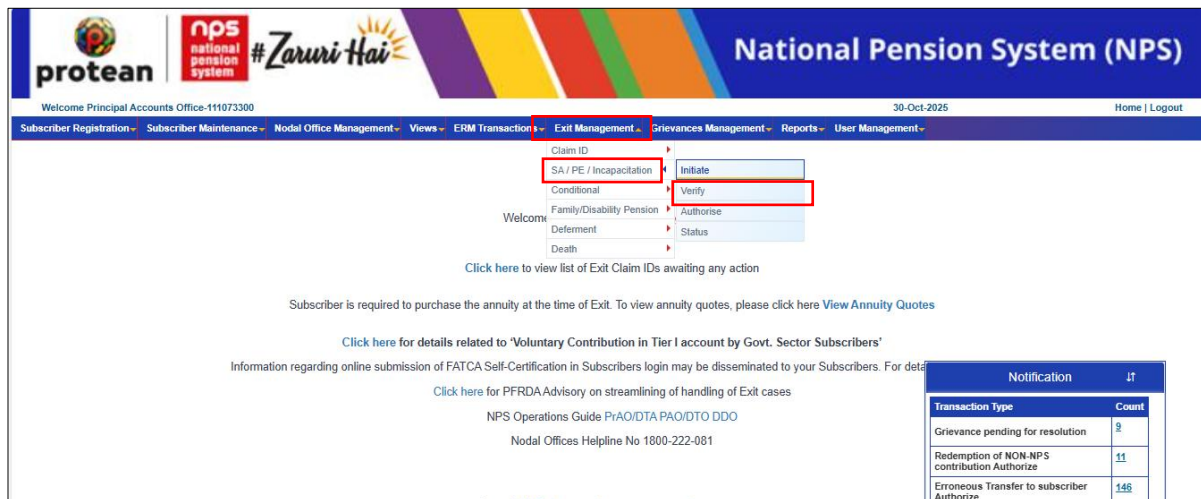 protean
nps
national
pension
system
#Zaruri Hai
National Pension System (NPS)
Welcome Principal Accounts Office-111073300
30-Oct-2025
Home | Logout
Subscriber Registration Subscriber Maintenance Nodal Office Management Views ERM Transactions Exit Management Grievances Management Reports User Management
Claim ID
SA / PE / Incapacitation
Initiate
Conditional
Verify
Family/Disability Pension
Authorise
Deferment
Status
Death
Welcome
Click here to view list of Exit Claim IDs awaiting any action
Subscriber is required to purchase the annuity at the time of Exit. To view annuity quotes, please click here View Annuity Quotes
Click here for details related to 'Voluntary Contribution in Tier I account by Govt. Sector Subscribers'
Information regarding online submission of FATCA Self-Certification in Subscribers login may be disseminated to your Subscribers. For
Click here for PFRDA Advisory on streamlining of handling of Exit cases
NPS Operations Guide PrAO/DTA PAO/DTO DDO
Nodal Offices Helpline No 1800-222-081
Notification
Transaction Type Count
Grievance pending for resolution 9
Redemption of NON-NPS
contribution Authorize 11
Erroneous Transfer to subscriber
Authorize 146